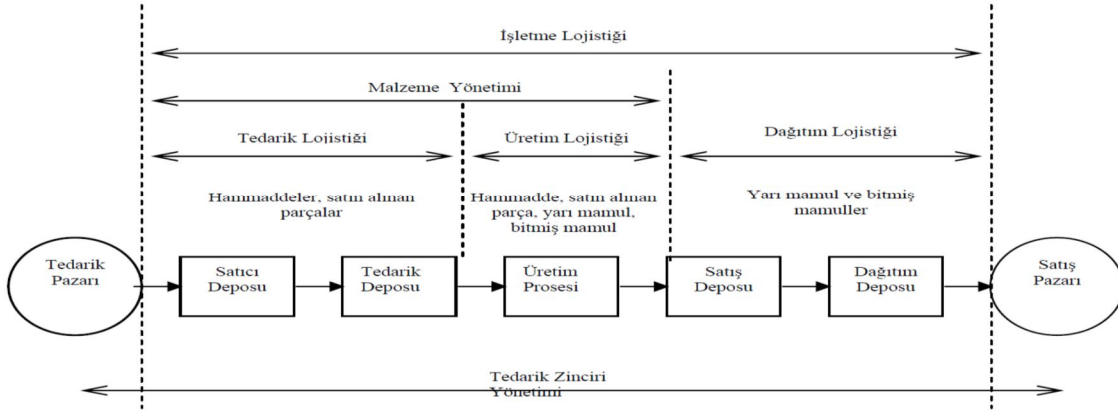 İşletme Lojistiği
Malzeme Yönetimi
Tedarik Lojistiği
Üretim Lojistiği
Dağıtım Lojistiği
Hammaddeler, satın alınan
parçalar
Hammadde, satın alınan
parça, yarı mamul,
bitmiş mamul
Yarı mamul ve bitmiş
mamuller
Tedarik
Pazarı
Satıcı
Deposu
Tedarik
Deposu
Üretim
Prosesi
Satış
Deposu
Dağıtım
Deposu
Satış
Pazarı
Tedarik Zinciri
Yönetimi